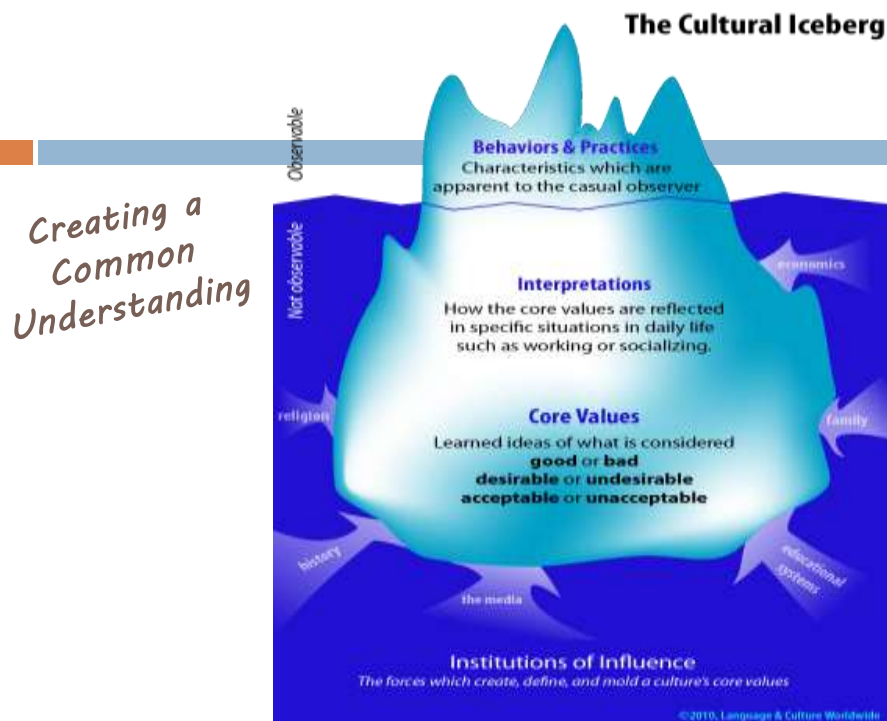 The Cultural Iceberg
Creating a
Common
Understanding
Observable
Behaviors & Practices
Characteristics which are
apparent to the casual observer
Not observable
economics
Interpretations
How the core values are reflected
in specific situations in daily life
such as working or socializing.
religion
family
Core Values
Learned ideas of what is considered
good or bad
desirable or undesirable
acceptable or unacceptable
history
educational
systems
the media
Institutions of Influence
The forces which create, define, and mold a culture's core values
©2010, Language & Culture Worldwide